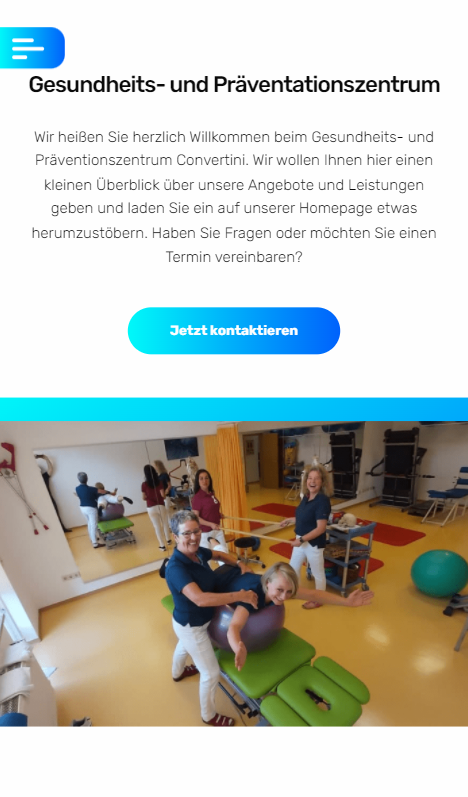 Gesundheits- und Präventationszentrum
Wir heißen Sie herzlich Willkommen beim Gesundheits- und
Präventionszentrum Convertini. Wir wollen Ihnen hier einen
kleinen Überblick über unsere Angebote und Leistungen
geben und laden Sie ein auf unserer Homepage etwas
herumzustöbern. Haben Sie Fragen oder möchten Sie einen
Termin vereinbaren?
Jetzt kontaktieren